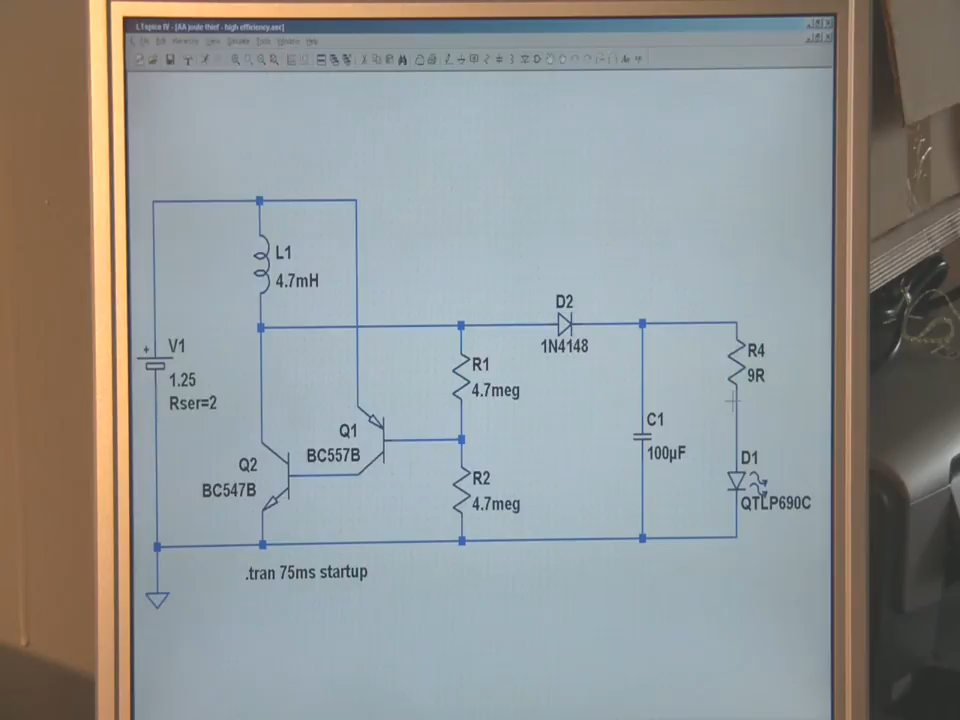 LTspice IV - [AA joule thief - high efficiency.asc]
L1
4.7mH
D2
1N4148
V1
1.25
Rser=2
R1
4.7meg
R4
9R
Q1
BC557B
C1
100µF
Q2
BC547B
R2
4.7meg
D1
QTLP690C
.tran 75ms startup